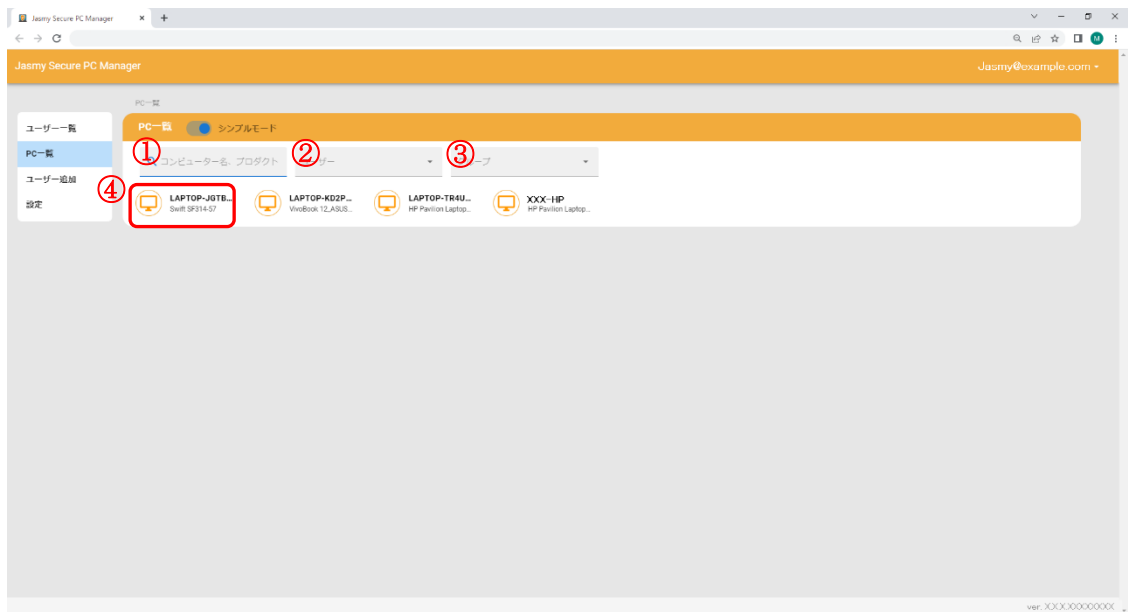 Jasmy Secure PC Manager
M
Jasmy Secure PC Manager
Jasmy@example.com
PC一覧
ユーザー一覧
PC一覧
ユーザー追加
設定
PC一覧 シンプルモード
① コンピューター名、プロダクト
②
③
④
LAPTOP-JGTB...
Swift SF314-57
LAPTOP-KD2P...
VivoBook 12_ASUS...
LAPTOP-TR4U...
HP Pavilion Laptop...
XXX-HP
HP Pavilion Laptop...